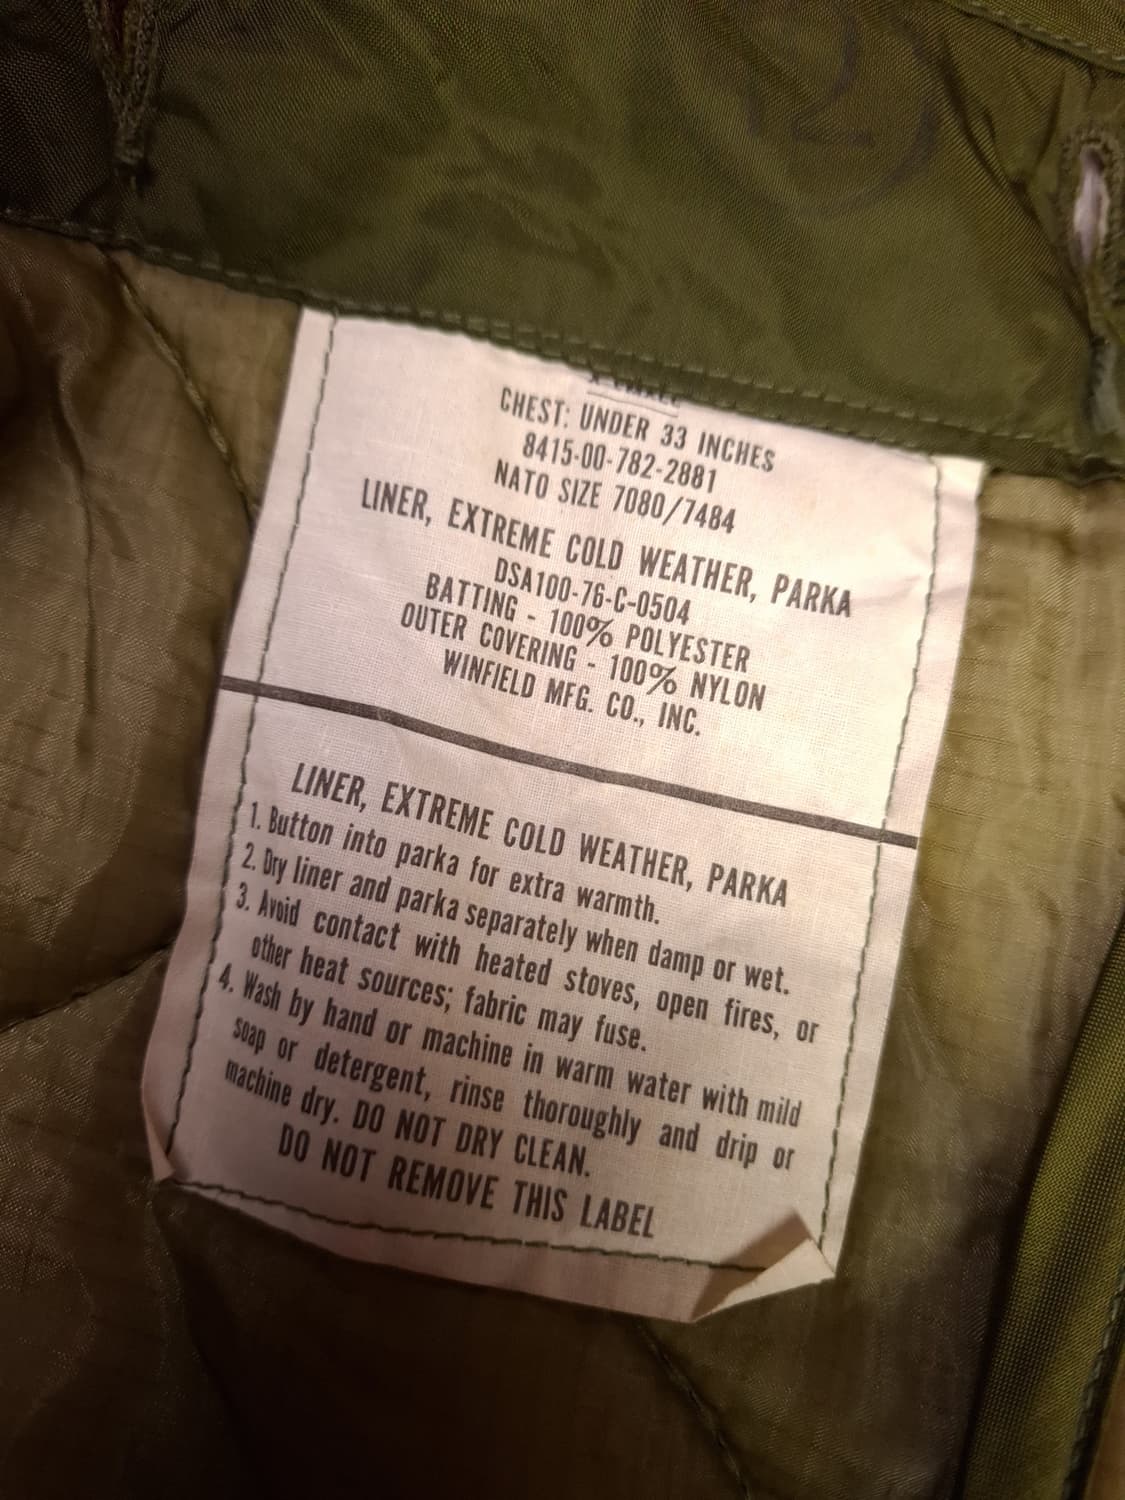 CHEST: UNDER 33 INCHES
8415-00-782-2881
NATO SIZE 7080/7484
LINER, EXTREME COLD WEATHER, PARKA
DSA100-76-C-0504
BATTING - 100% POLYESTER
OUTER COVERING - 100% NYLON
WINFIELD MFG. CO., INC.
LINER, EXTREME COLD WEATHER, PARKA
1. Button into parka for extra warmth.
2. Dry liner and parka separately when damp or wet.
3. Avoid contact with heated stoves, open fires, or
other heat sources; fabric may fuse.
4. Wash by hand or machine in warm water with mild
soap or detergent, rinse thoroughly and drip or
machine dry. DO NOT DRY CLEAN.
DO NOT REMOVE THIS LABEL